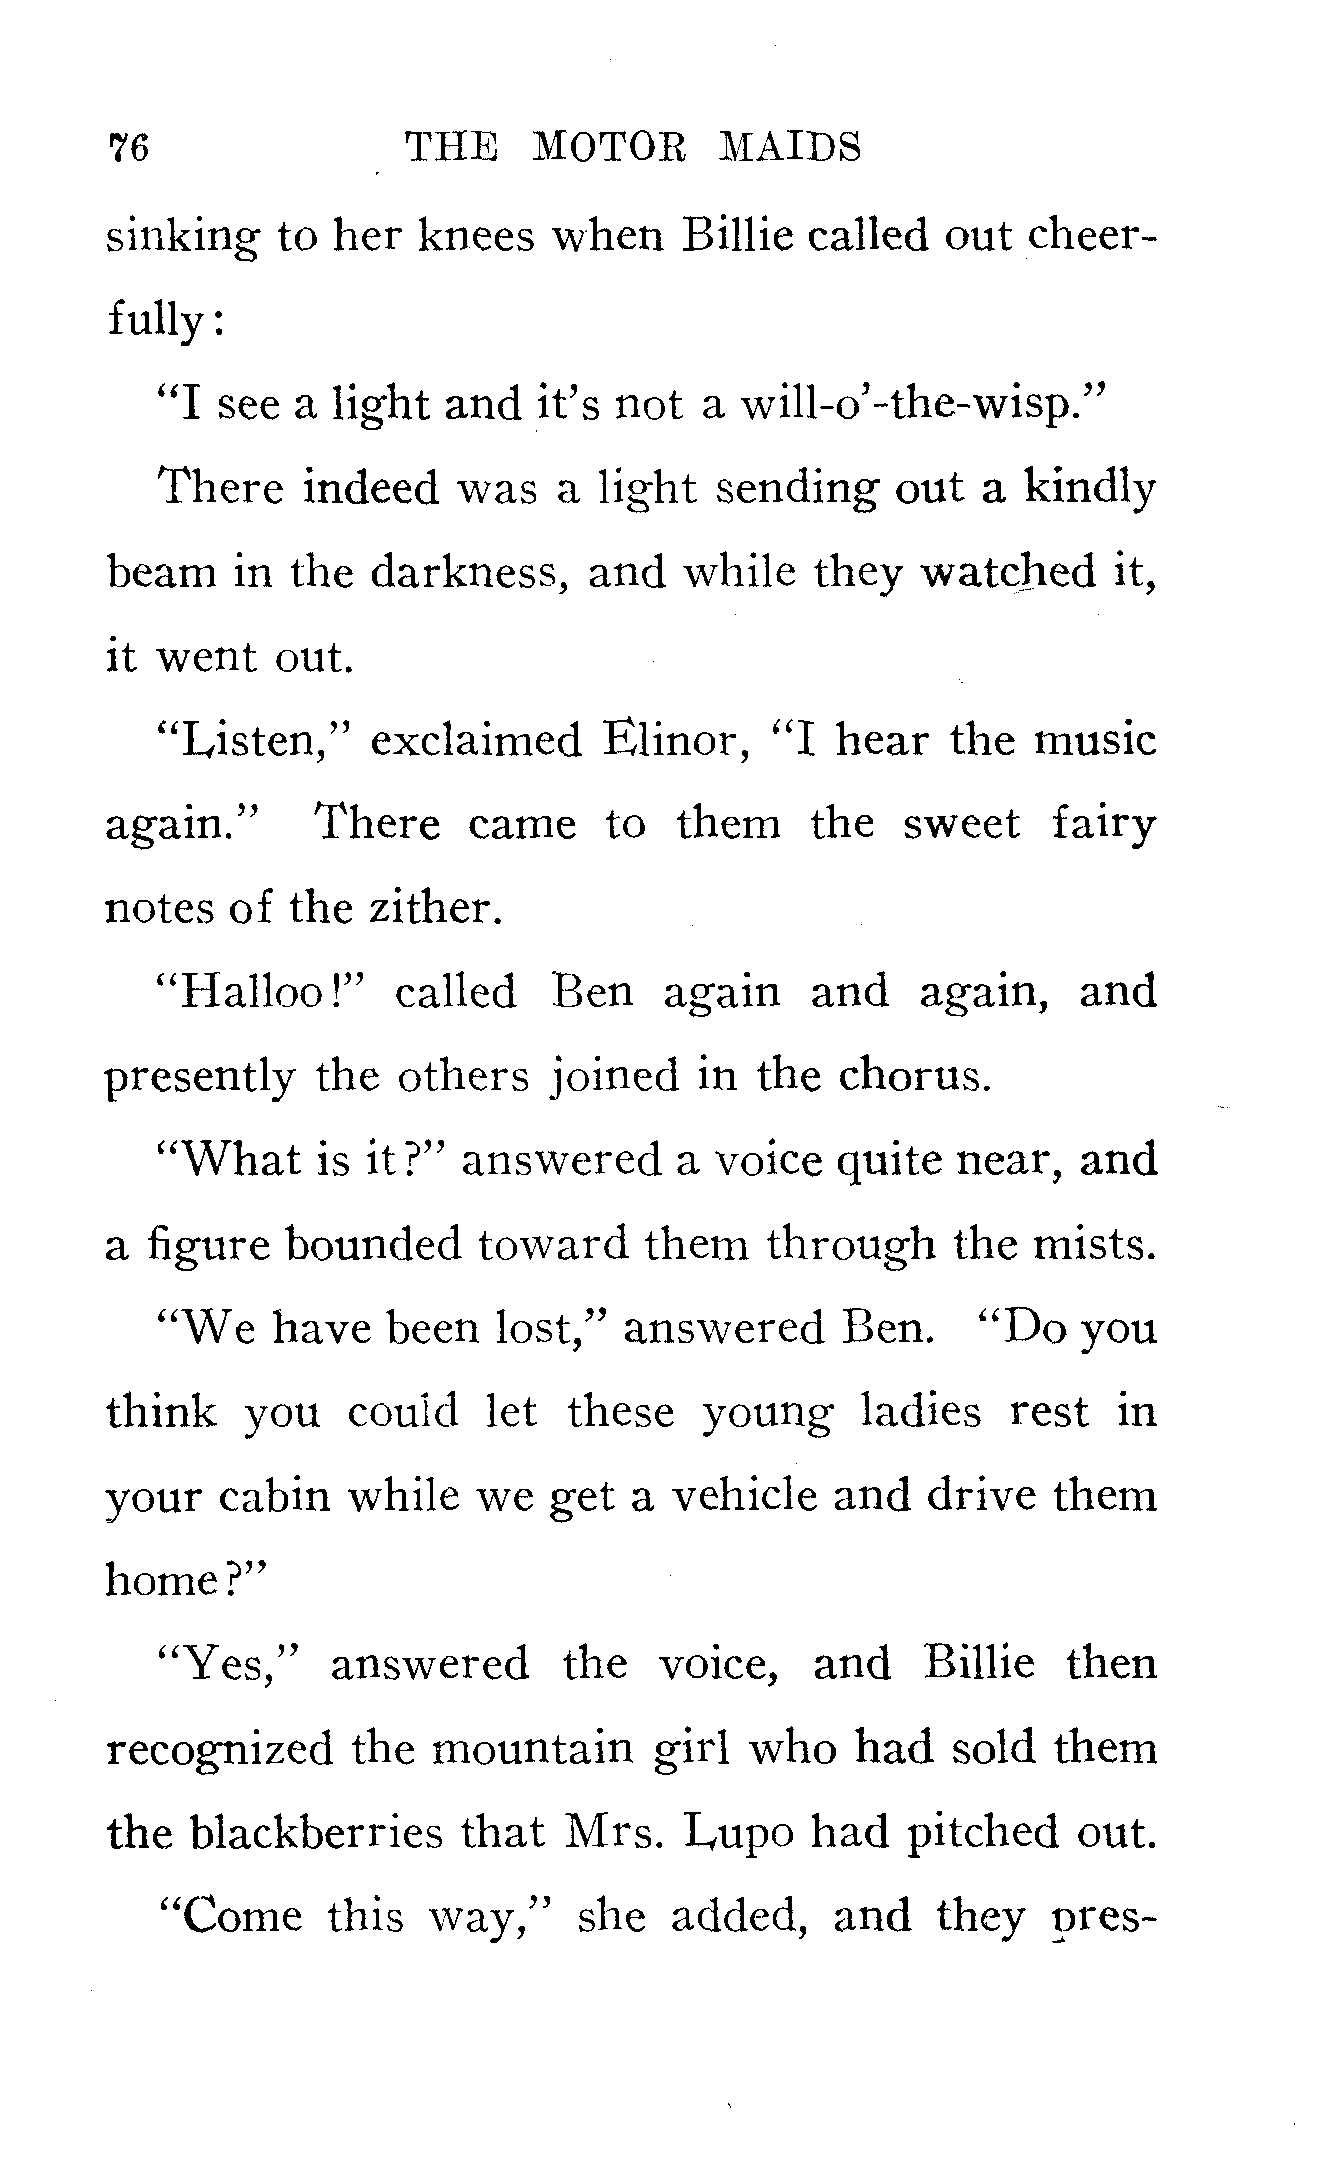 76 THE MOTOR MAIDS
sinking to her knees when Billie called out cheer-
fully:
"I see a light and it's not a will-o'-the-wisp."
There indeed was a light sending out a kindly
beam in the darkness, and while they watched it,
it went out.
"Listen," exclaimed Elinor, "I hear the music
again." There came to them the sweet fairy
notes of the zither.
"Halloo!" called Ben again and again, and
presently the others joined in the chorus.
"What is it?" answered a voice quite near, and
a figure bounded toward them through the mists.
"We have been lost," answered Ben. "Do you
think you could let these young ladies rest in
your cabin while we get a vehicle and drive them
home?"
"Yes," answered the voice, and Billie then
recognized the mountain girl who had sold them
the blackberries that Mrs. Lupo had pitched out.
"Come this way," she added, and they pres-